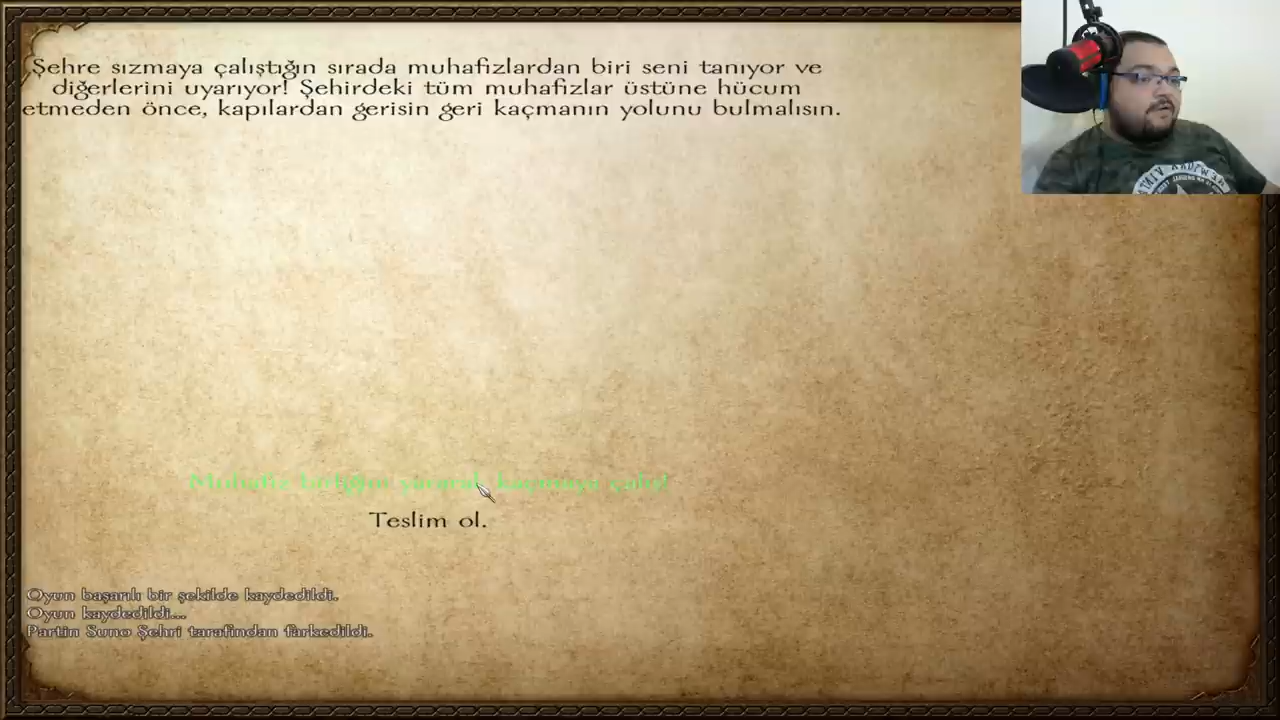 Şehre sızmaya çalıştığın sırada muhafızlardan biri seni tanıyor ve
diğerlerini uyarıyor! Şehirdeki tüm muhafızlar üstüne hücum
etmeden önce, kapılardan gerisin geri kaçmanın yolunu bulmalısın.
Muhafız birliğini yararak kaçmaya çalış!
Teslim ol.
Oyun başarılı bir şekilde kaydedildi.
Oyun kaydedildi...
Partin Suno Şehri tarafından farkedildi.